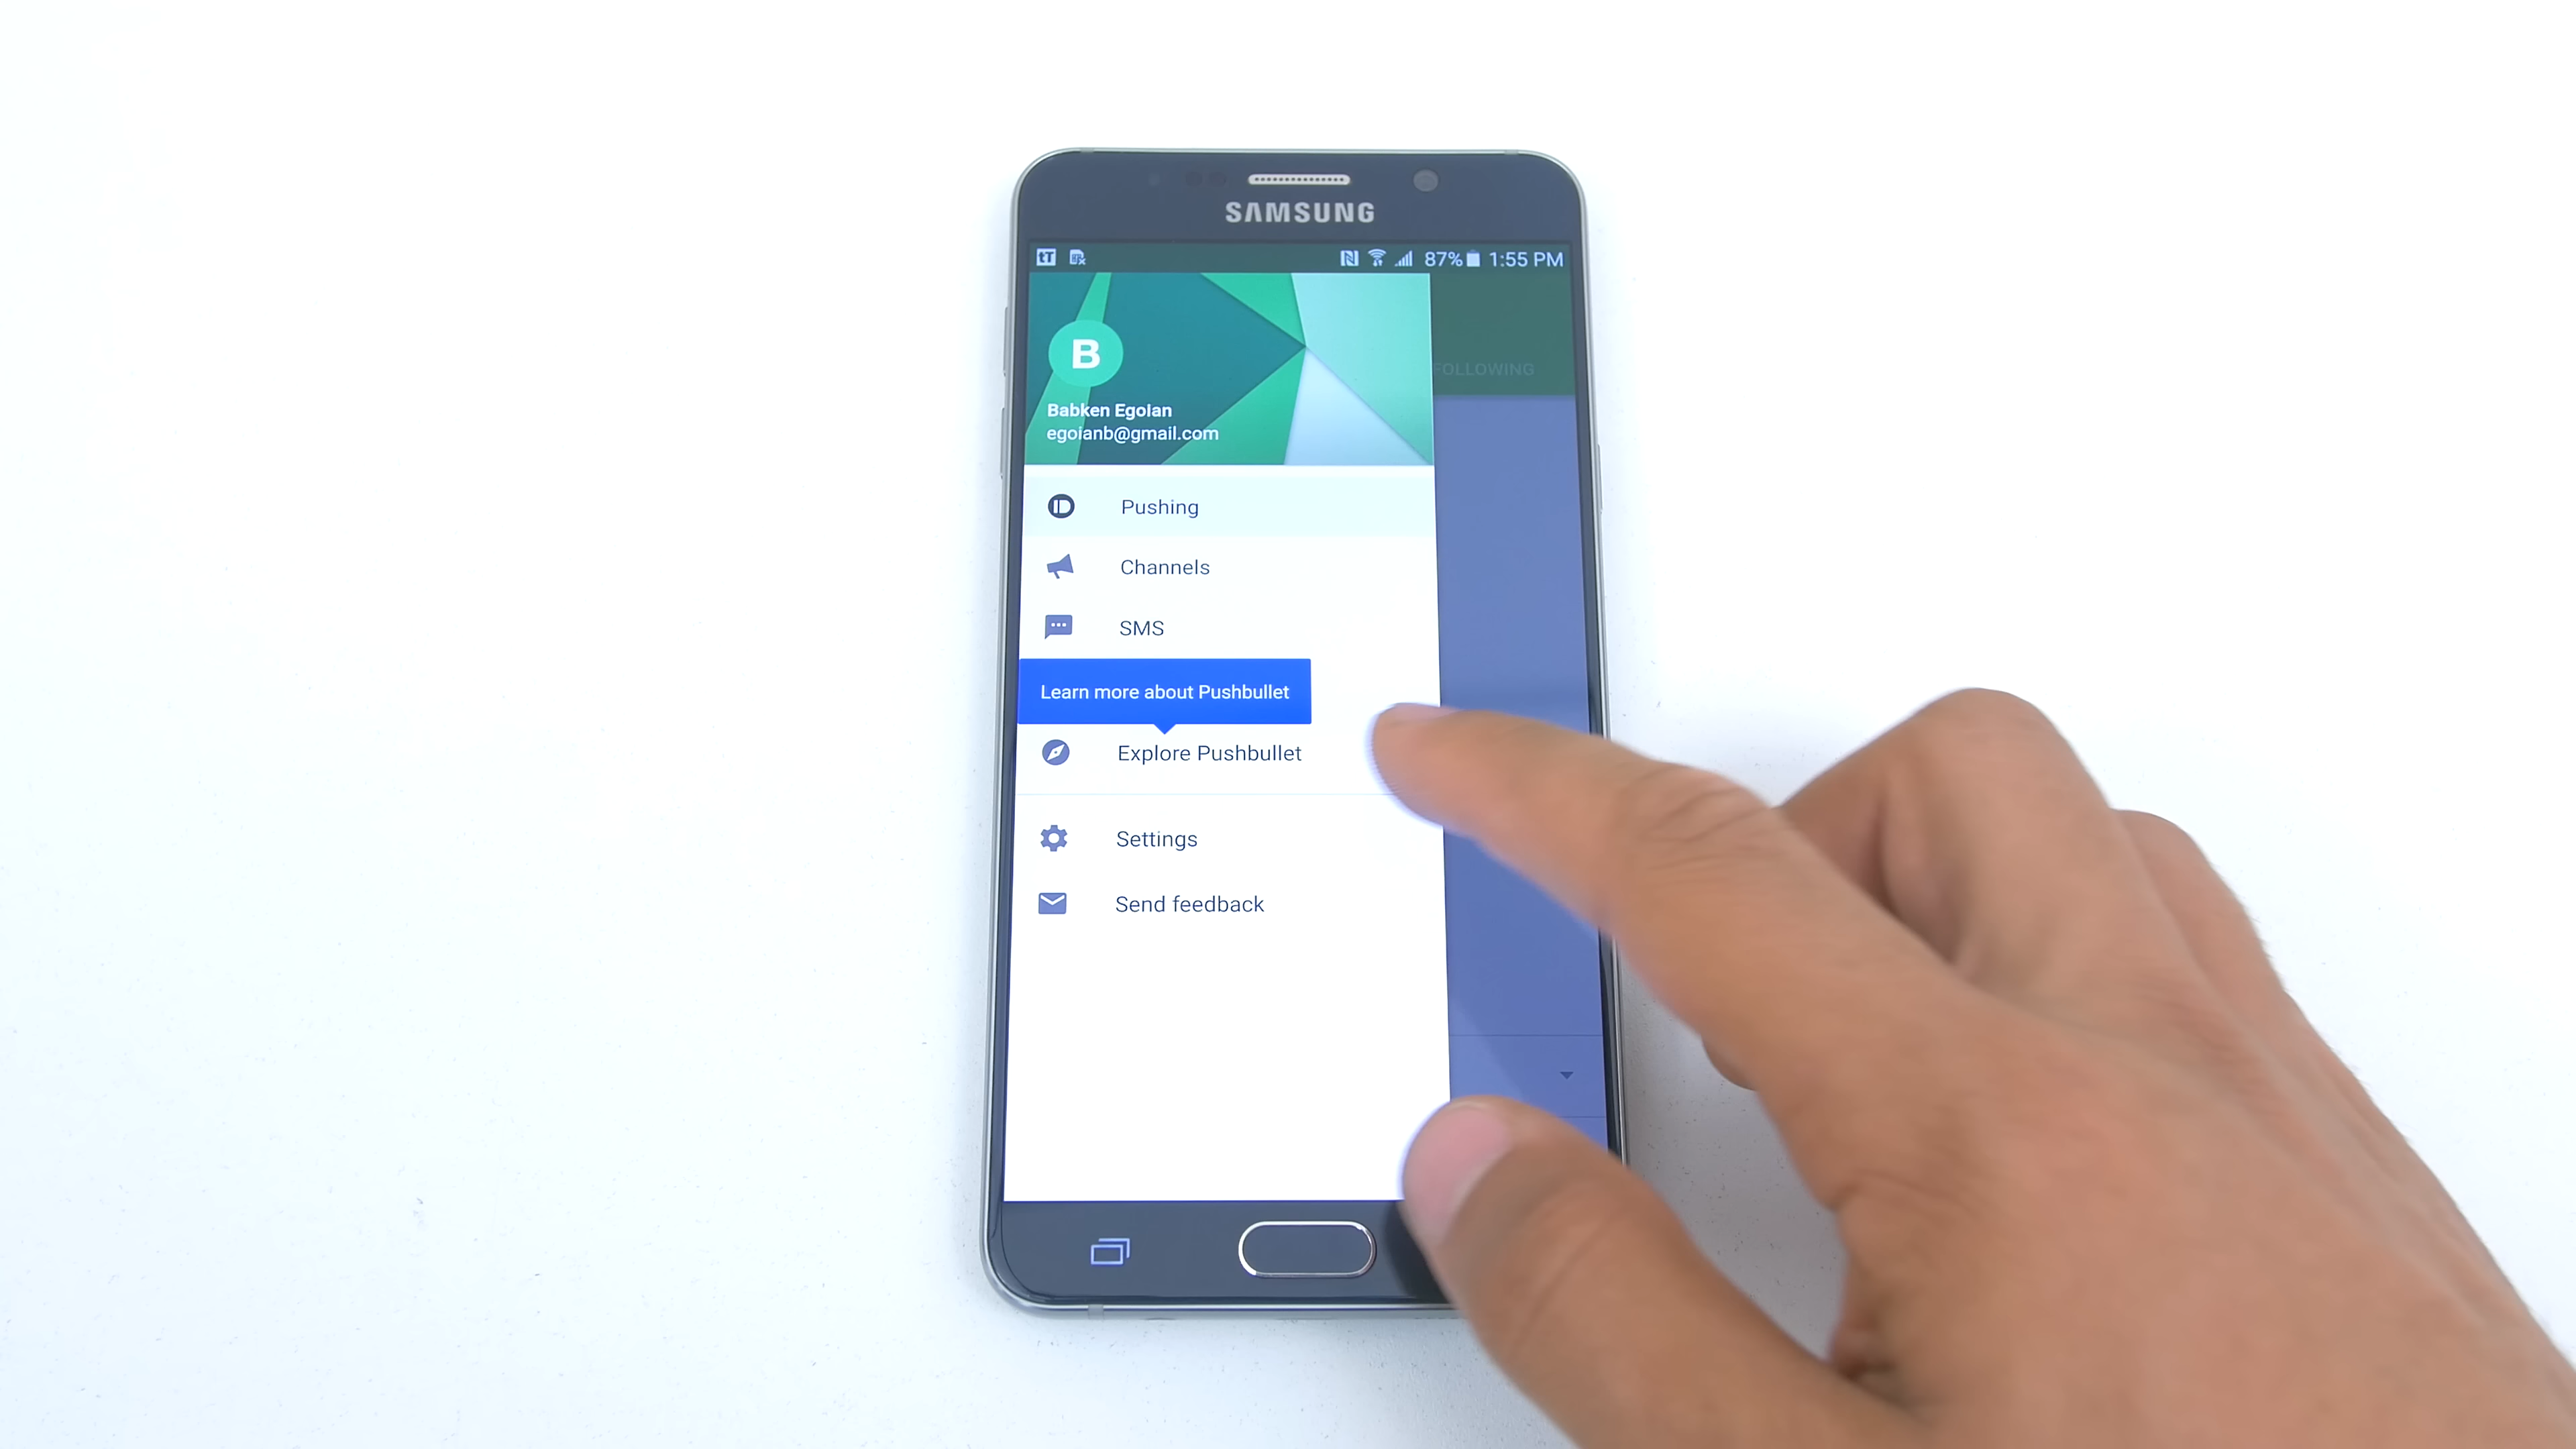 SAMSUNG
87% 1:55 PM
B
FOLLOWING
Babken Egoian
egoianb@gmail.com
Pushing
Channels
SMS
Learn more about Pushbullet
Explore Pushbullet
Settings
Send feedback